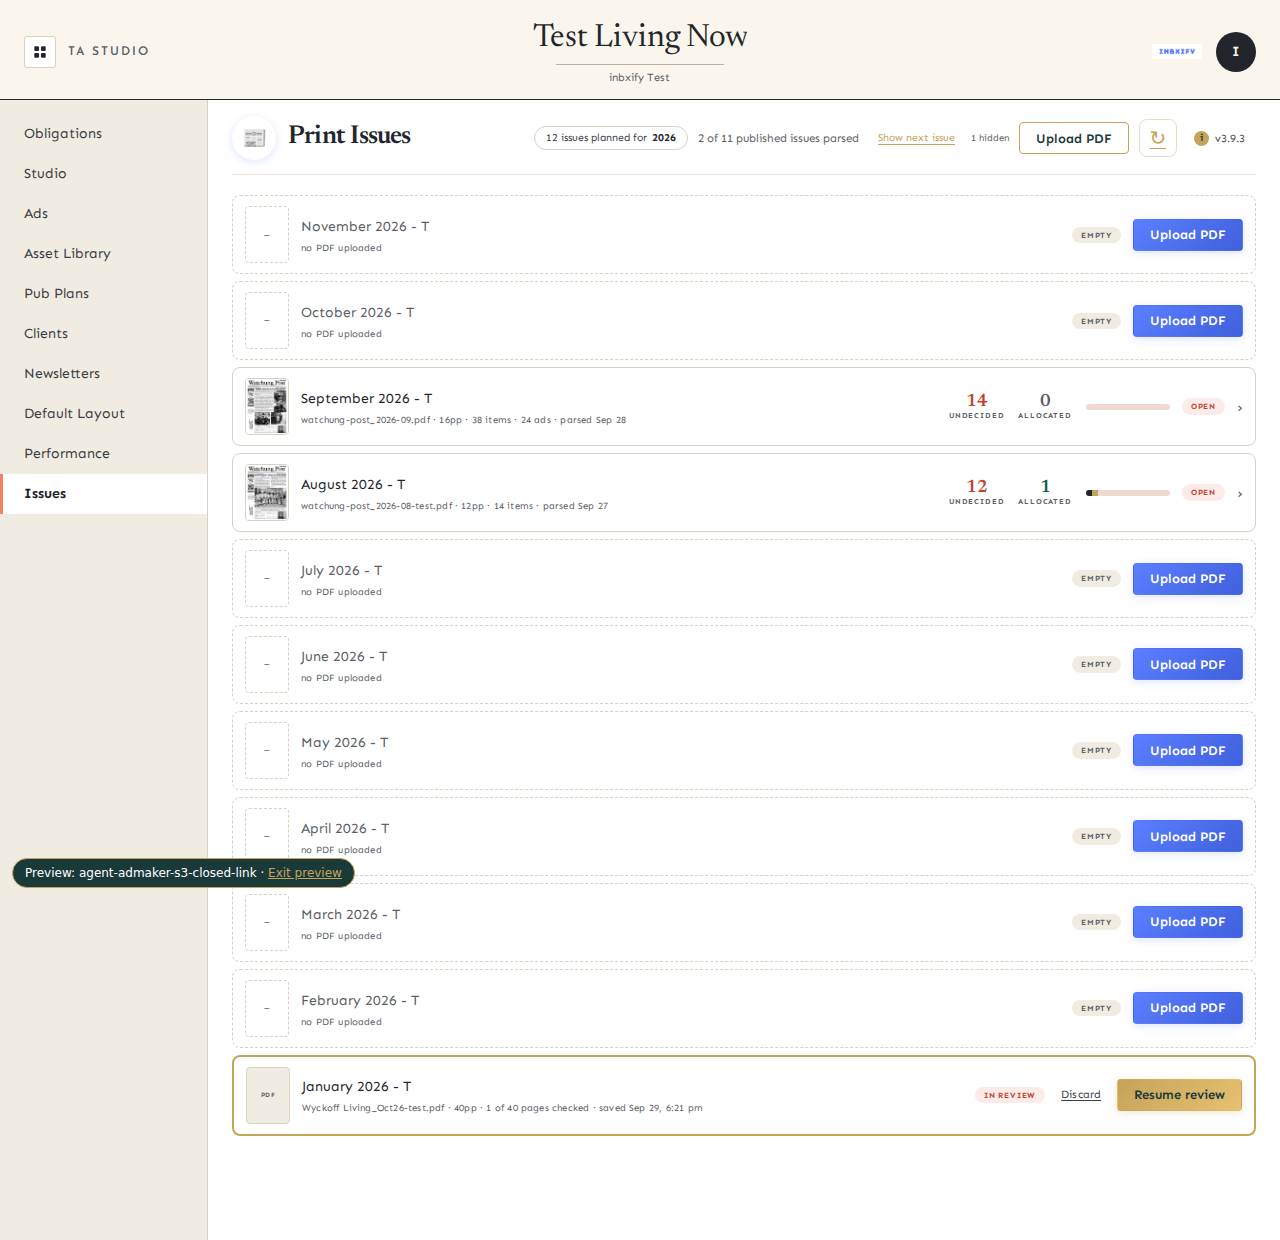 TA STUDIO
Test Living Now
inbxify Test
INBXIFY
I
Obligations
Studio
Ads
Asset Library
Pub Plans
Clients
Newsletters
Default Layout
Performance
Issues
Print Issues
12 issues planned for 2026
2 of 11 published issues parsed
Show next issue
1 hidden
Upload PDF
↻
i v3.9.3
–
November 2026 - T
no PDF uploaded
EMPTY
Upload PDF
–
October 2026 - T
no PDF uploaded
EMPTY
Upload PDF
Watchung Post
September 2026 - T
watchung-post_2026-09.pdf · 16pp · 38 items · 24 ads · parsed Sep 28
14
UNDECIDED
0
ALLOCATED
OPEN
›
Watchung Post
August 2026 - T
watchung-post_2026-08-test.pdf · 12pp · 14 items · parsed Sep 27
12
UNDECIDED
1
ALLOCATED
OPEN
›
–
July 2026 - T
no PDF uploaded
EMPTY
Upload PDF
–
June 2026 - T
no PDF uploaded
EMPTY
Upload PDF
–
May 2026 - T
no PDF uploaded
EMPTY
Upload PDF
–
April 2026 - T
no PDF uploaded
EMPTY
Upload PDF
Preview: agent-admaker-s3-closed-link · Exit preview
–
March 2026 - T
no PDF uploaded
EMPTY
Upload PDF
–
February 2026 - T
no PDF uploaded
EMPTY
Upload PDF
PDF
January 2026 - T
Wyckoff Living_Oct26-test.pdf · 40pp · 1 of 40 pages checked · saved Sep 29, 6:21 pm
IN REVIEW
Discard
Resume review